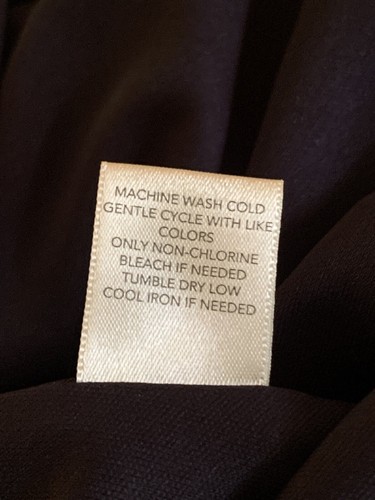 MACHINE WASH COLD
GENTLE CYCLE WITH LIKE
COLORS
ONLY NON-CHLORINE
BLEACH IF NEEDED
TUMBLE DRY LOW
COOL IRON IF NEEDED